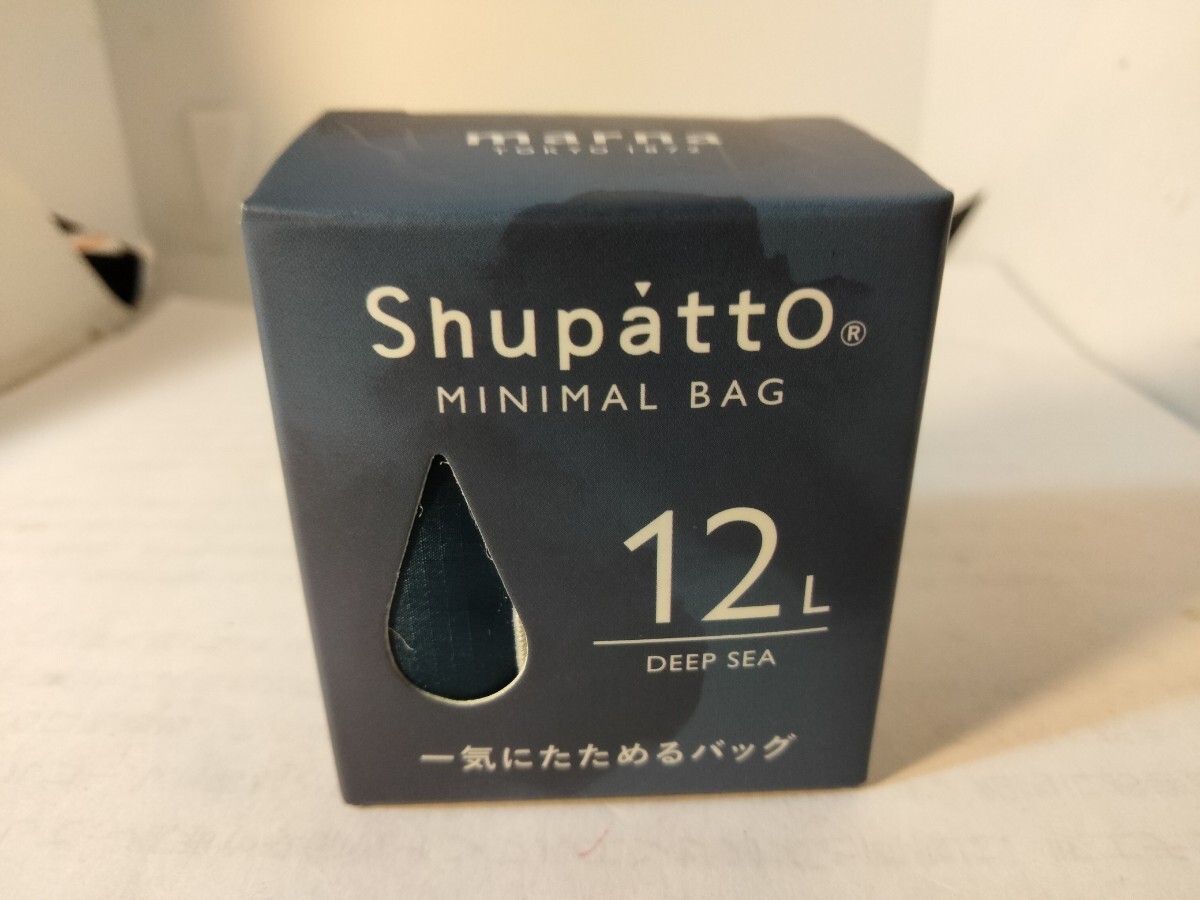 marna
TOKYO 1872
Shupatto®
MINIMAL BAG
12L
DEEP SEA
一気にたためるバッグ